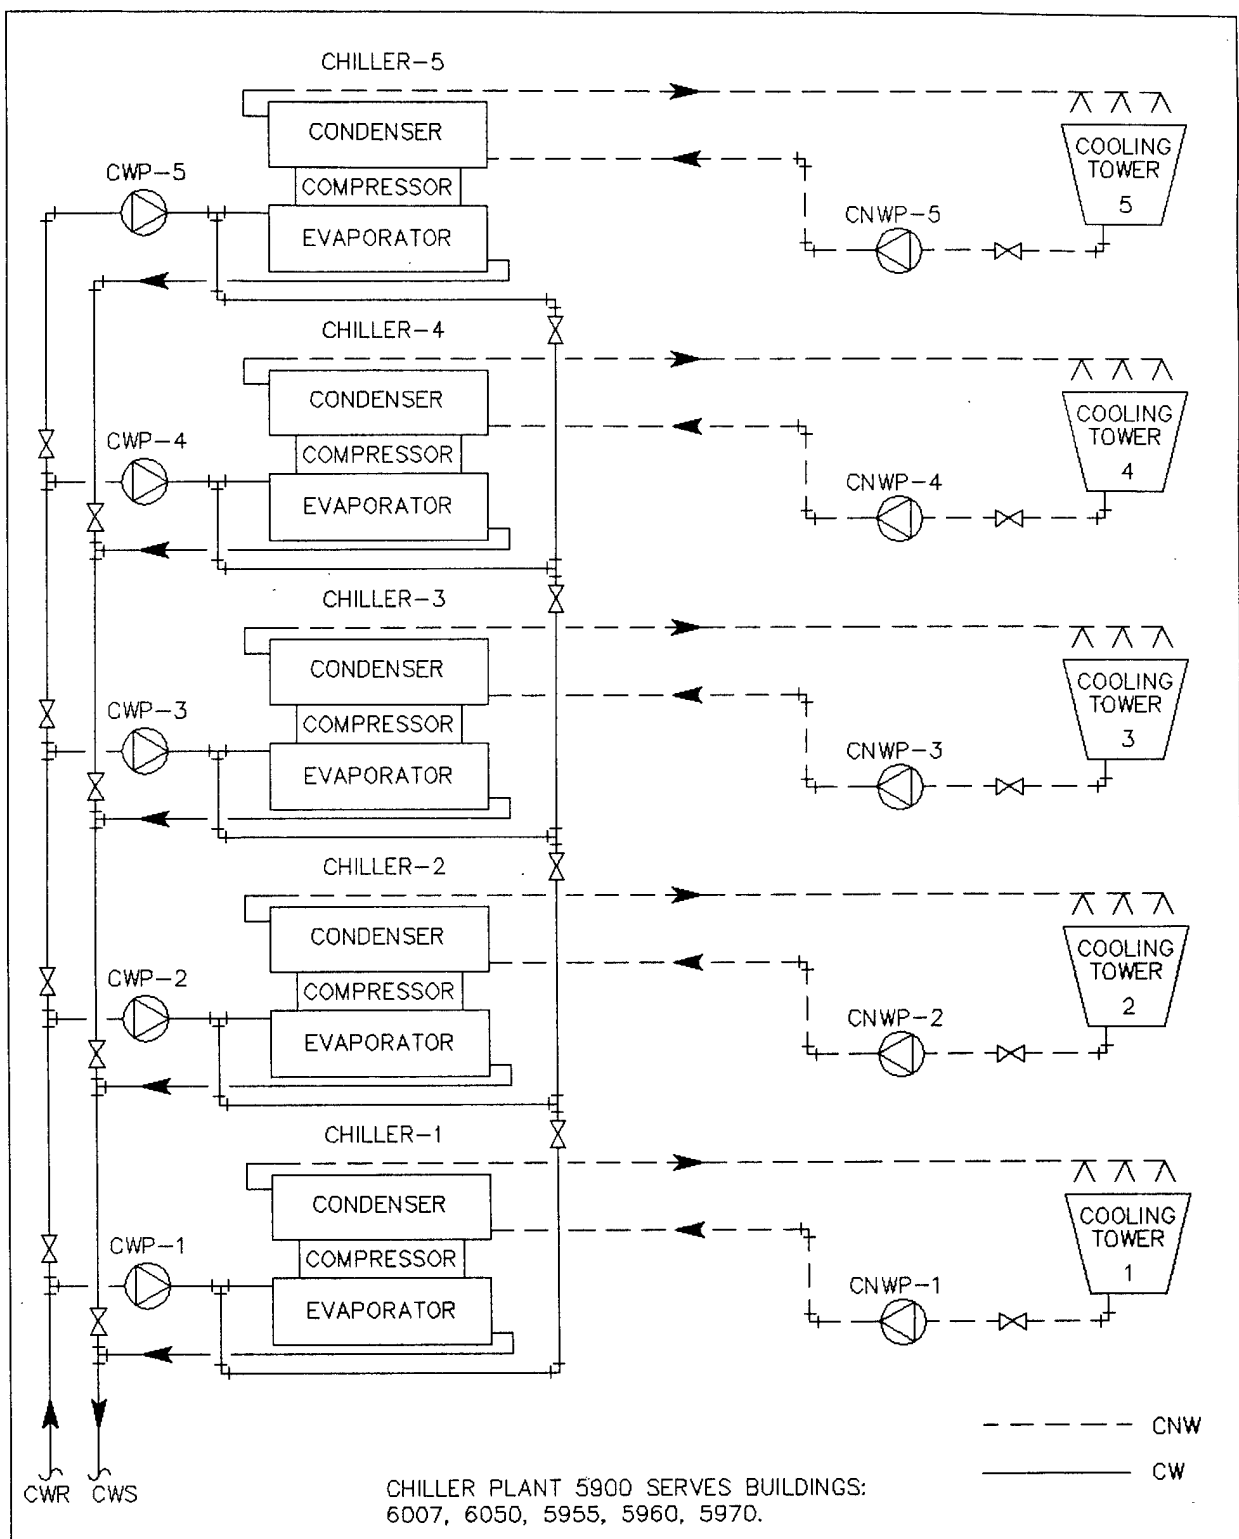 CHILLER-5
CONDENSER
COMPRESSOR
EVAPORATOR
CWP-5
CNWP-5
COOLING
TOWER
5
CHILLER-4
CONDENSER
COMPRESSOR
EVAPORATOR
CWP-4
CNWP-4
COOLING
TOWER
4
CHILLER-3
CONDENSER
COMPRESSOR
EVAPORATOR
CWP-3
CNWP-3
COOLING
TOWER
3
CHILLER-2
CONDENSER
COMPRESSOR
EVAPORATOR
CWP-2
CNWP-2
COOLING
TOWER
2
CHILLER-1
CONDENSER
COMPRESSOR
EVAPORATOR
CWP-1
CNWP-1
COOLING
TOWER
1
CNW
CW
CWR CWS
CHILLER PLANT 5900 SERVES BUILDINGS:
6007, 6050, 5955, 5960, 5970.